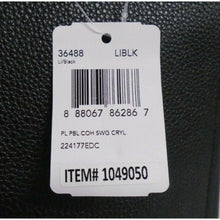 36488 LIBLK
LI/Black
8 88067 86286 7
PL PBL COH SWG CRYL
224177EDC
ITEM# 1049050